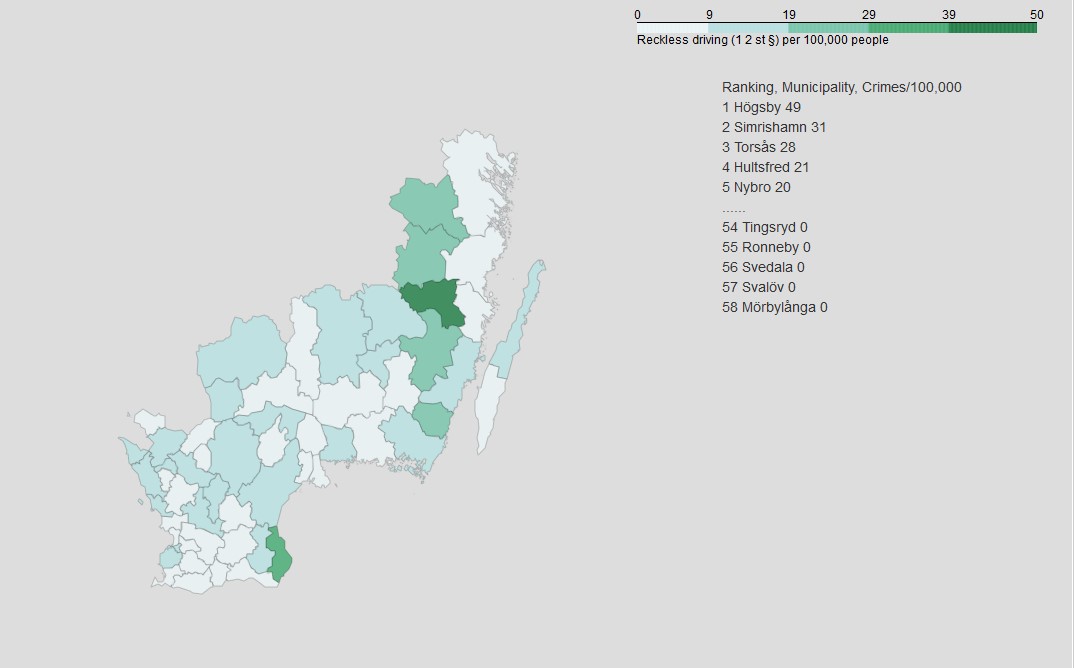 0 9 19 29 39 50
Reckless driving (1 2 st §) per 100,000 people
Ranking, Municipality, Crimes/100,000
1 Högsby 49
2 Simrishamn 31
3 Torsås 28
4 Hultsfred 21
5 Nybro 20
......
54 Tingsryd 0
55 Ronneby 0
56 Svedala 0
57 Svalöv 0
58 Mörbylånga 0